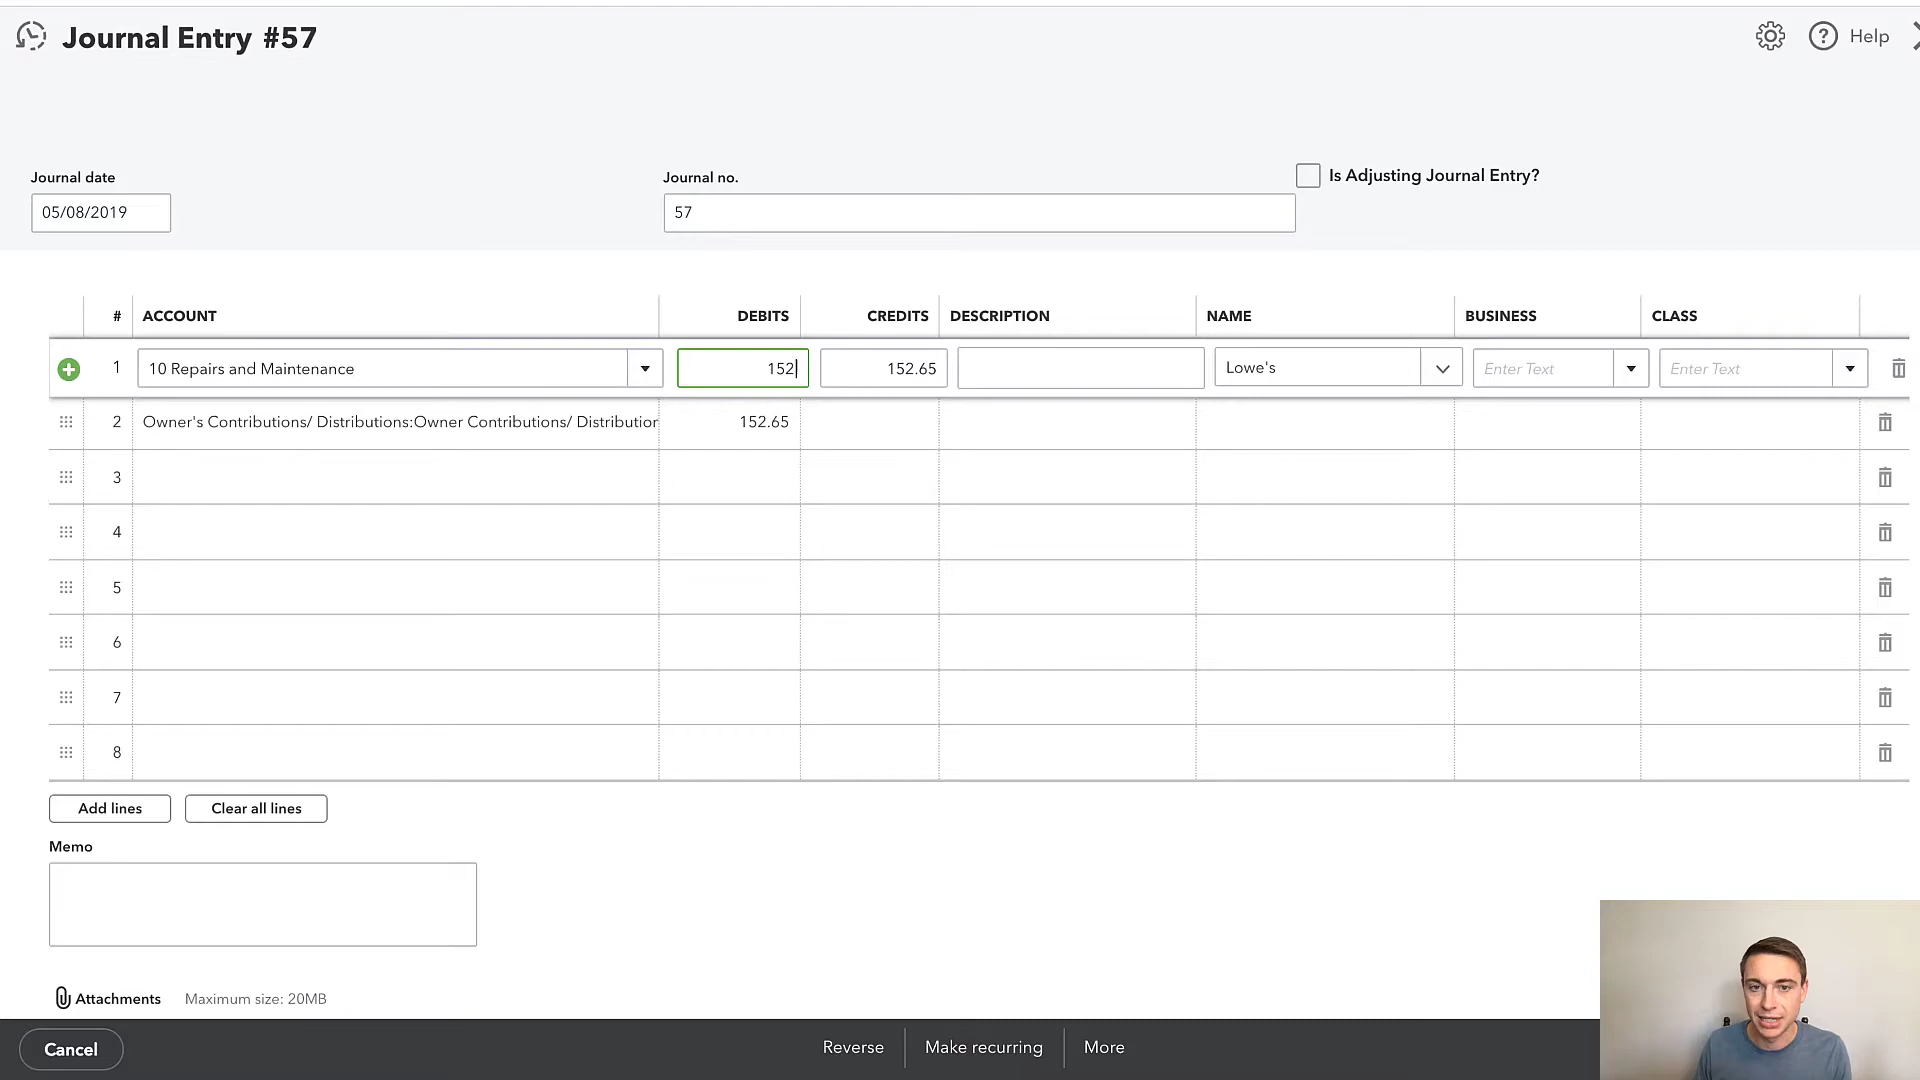 Journal Entry #57
Help
Journal date
Journal no.
Is Adjusting Journal Entry?
05/08/2019
57
# ACCOUNT DEBITS CREDITS DESCRIPTION NAME BUSINESS CLASS
1 10 Repairs and Maintenance 152 152.65 Lowe's Enter Text Enter Text
2 Owner's Contributions/ Distributions:Owner Contributions/ Distribution 152.65
3
4
5
6
7
8
Add lines Clear all lines
Memo
Attachments Maximum size: 20MB
Cancel Reverse Make recurring More